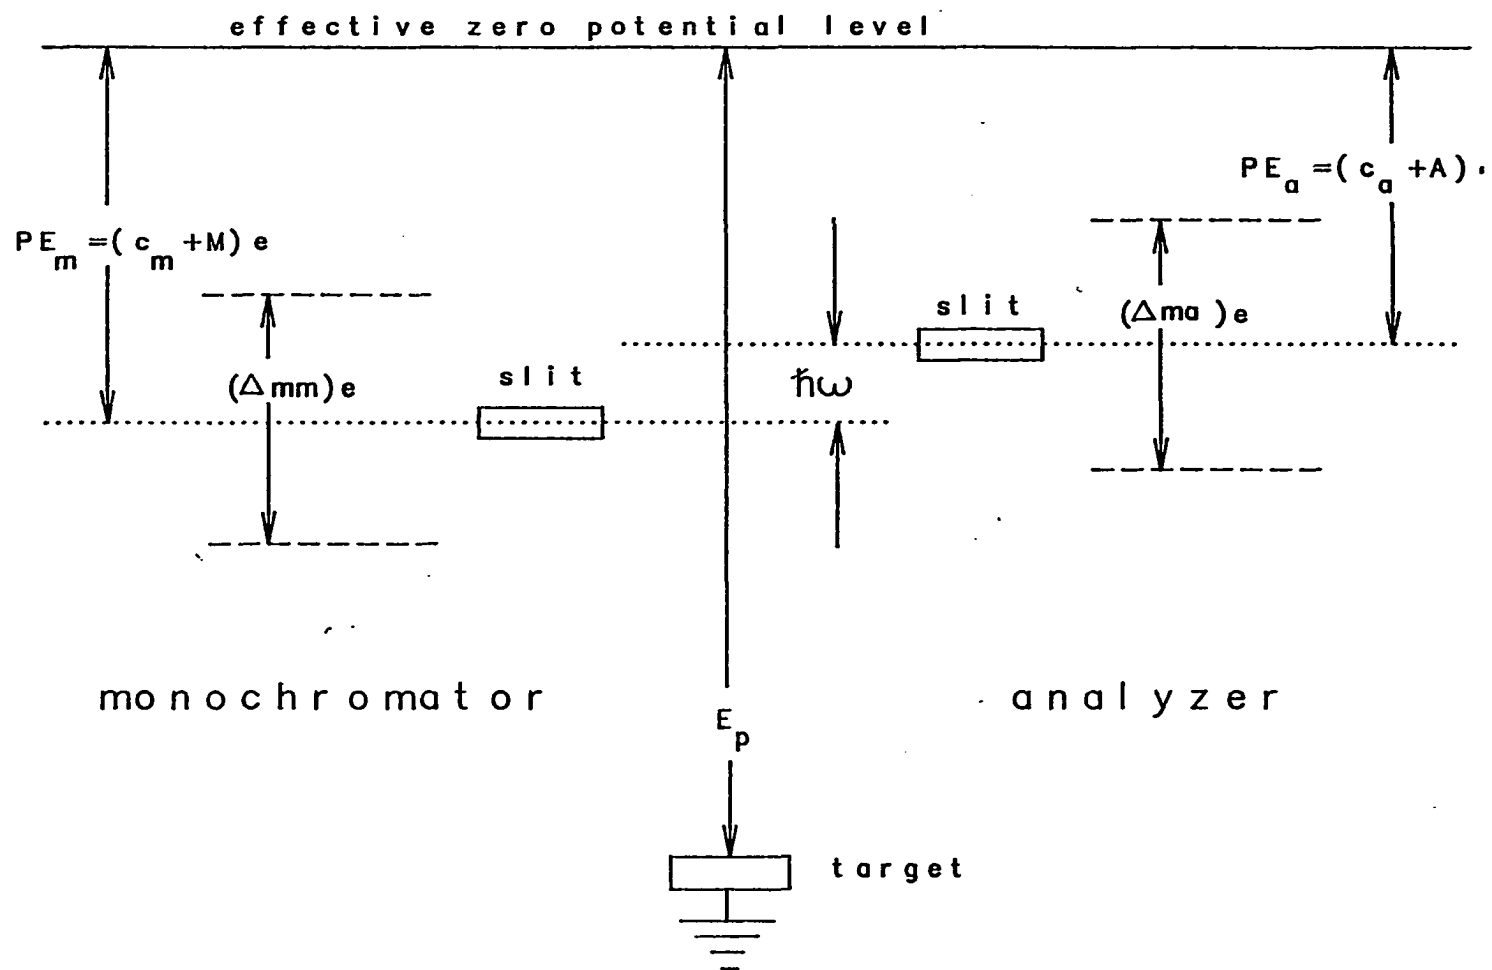 effective zero potential level
PE_a =(c_a +A) .
PE_m =(c_m +M) e
slit
(Δma )e
slit
(Δmm)e
ħω
monochromator
analyzer
E_p
target